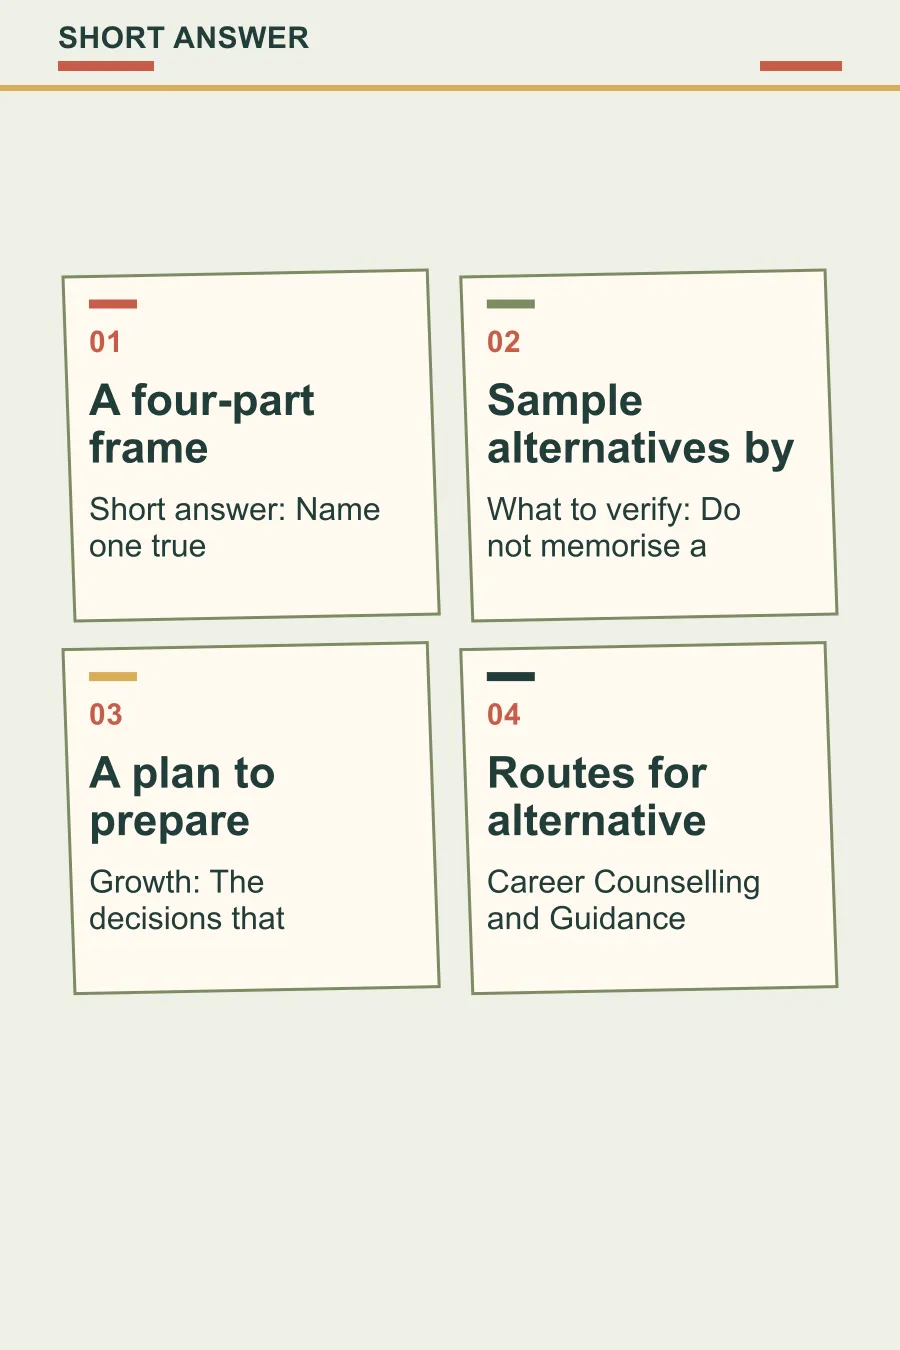 SHORT ANSWER
01
A four-part
frame
Short answer: Name
one true
02
Sample
alternatives by
What to verify: Do
not memorise a
03
A plan to
prepare
Growth: The
decisions that
04
Routes for
alternative
Career Counselling
and Guidance